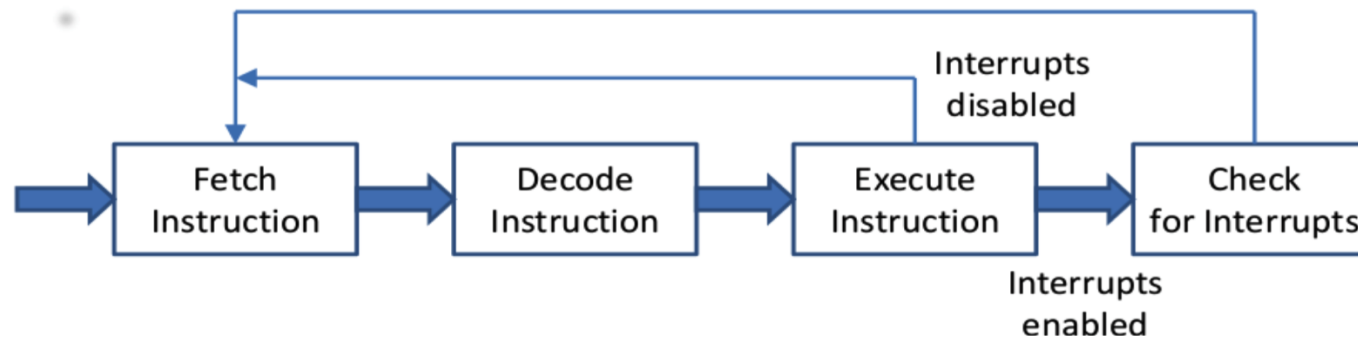 Interrupts
disabled
Fetch
Instruction
Decode
Instruction
Execute
Instruction
Check
for Interrupts
Interrupts
enabled